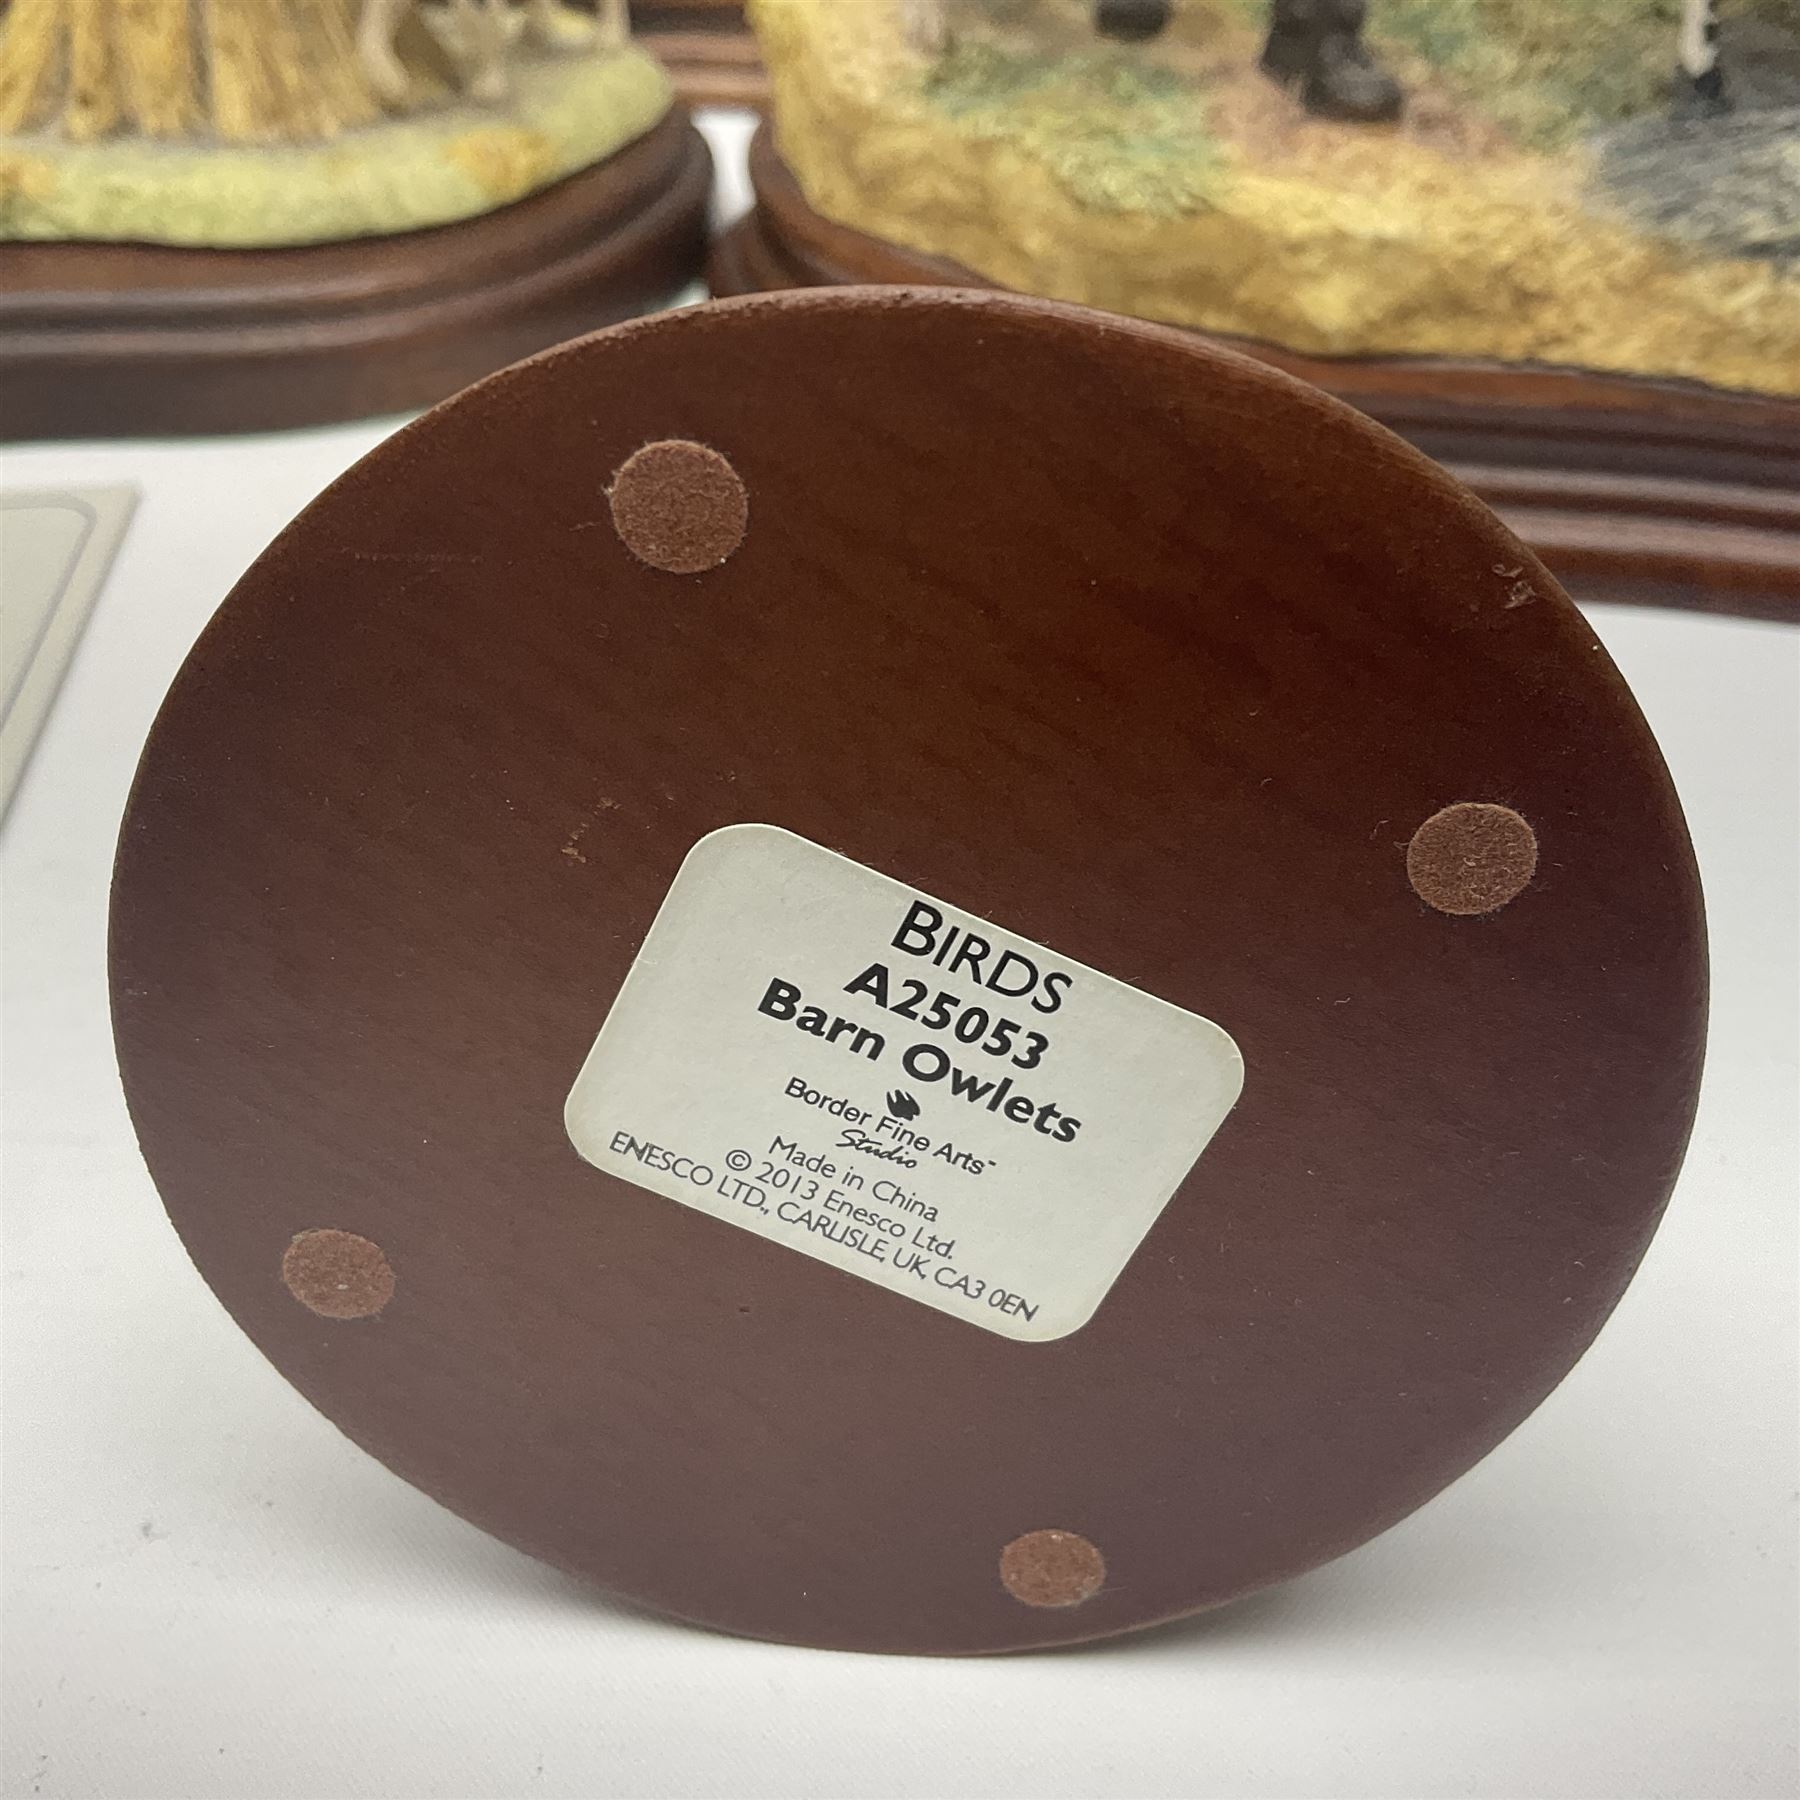 BIRDS
A25053
Barn Owlets
Border Fine Arts™
Studio
Made in China
© 2013 Enesco Ltd.
ENESCO LTD., CARLISLE, UK, CA3 0EN